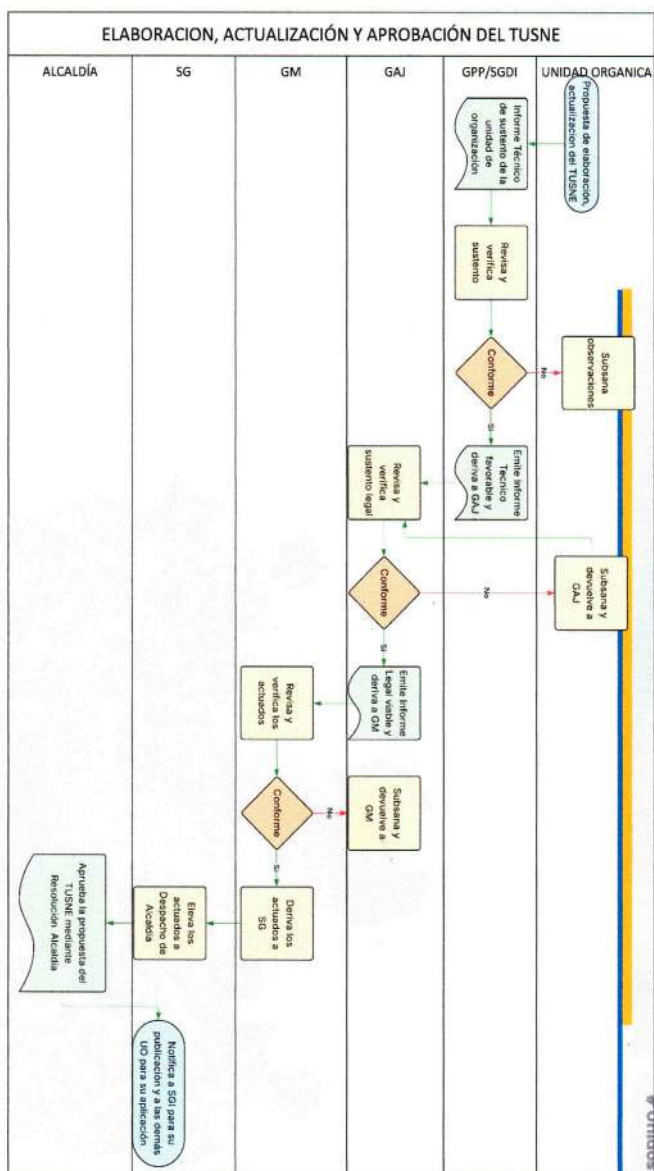 ELABORACION, ACTUALIZACIÓN Y APROBACIÓN DEL TUSNE
ALCALDÍA
SG
GM
GAJ
GPP/SGDI
UNIDAD ORGANICA
Propuesta de elaboración,
actualizacion del TUSNE
Informe Técnico
de sustento de la
unidad de
organización
Revisa y
verifica
sustento
Conforme
No
Subsana
observaciones
Si
Emite Informe
Tecnico
favorable y
deriva a GAJ
Revisa y
verifica
sustento legal
Conforme
No
Subsana y
devuelve a
GAJ
Si
Emite Informe
Legal viable y
deriva a GM
Revisa y
verifica los
actuados
Conforme
No
Subsana y
devuelve a
GM
Si
Deriva los
actuados a
SG
Eleva los
actuados a
Despacho de
Alcaldía
Aprueba la propuesta del
TUSNE mediante
Resolución Alcaldia
Notifica a SGI para su
publicación y a las demás
UO para su aplicación